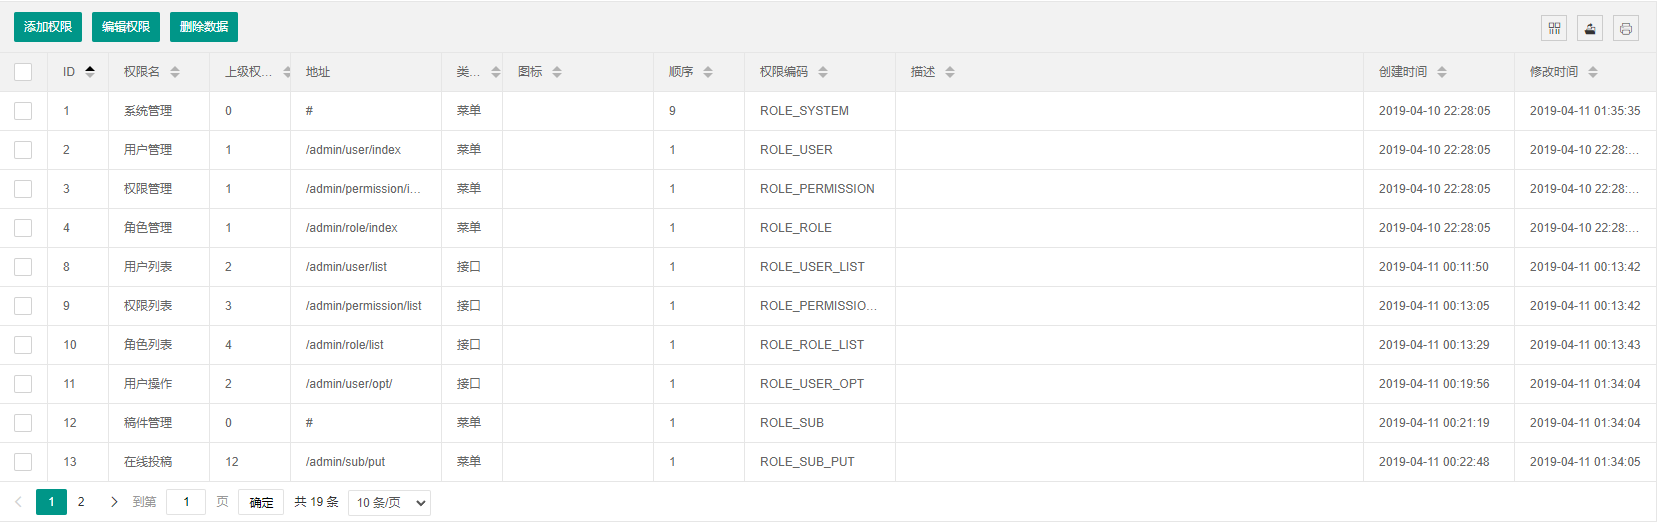 添加权限 编辑权限 删除数据
ID 权限名 上级权... 地址 类... 图标 顺序 权限编码 描述 创建时间 修改时间
1 系统管理 0 # 菜单 9 ROLE_SYSTEM 2019-04-10 22:28:05 2019-04-11 01:35:35
2 用户管理 1 /admin/user/index 菜单 1 ROLE_USER 2019-04-10 22:28:05 2019-04-10 22:28:...
3 权限管理 1 /admin/permission/i... 菜单 1 ROLE_PERMISSION 2019-04-10 22:28:05 2019-04-10 22:28:...
4 角色管理 1 /admin/role/index 菜单 1 ROLE_ROLE 2019-04-10 22:28:05 2019-04-10 22:28:...
8 用户列表 2 /admin/user/list 接口 1 ROLE_USER_LIST 2019-04-11 00:11:50 2019-04-11 00:13:42
9 权限列表 3 /admin/permission/list 接口 1 ROLE_PERMISSIO... 2019-04-11 00:13:05 2019-04-11 00:13:42
10 角色列表 4 /admin/role/list 接口 1 ROLE_ROLE_LIST 2019-04-11 00:13:29 2019-04-11 00:13:43
11 用户操作 2 /admin/user/opt/ 接口 1 ROLE_USER_OPT 2019-04-11 00:19:56 2019-04-11 01:34:04
12 稿件管理 0 # 菜单 1 ROLE_SUB 2019-04-11 00:21:19 2019-04-11 01:34:04
13 在线投稿 12 /admin/sub/put 菜单 1 ROLE_SUB_PUT 2019-04-11 00:22:48 2019-04-11 01:34:05
1 2 到第 1 页 确定 共 19 条 10 条/页